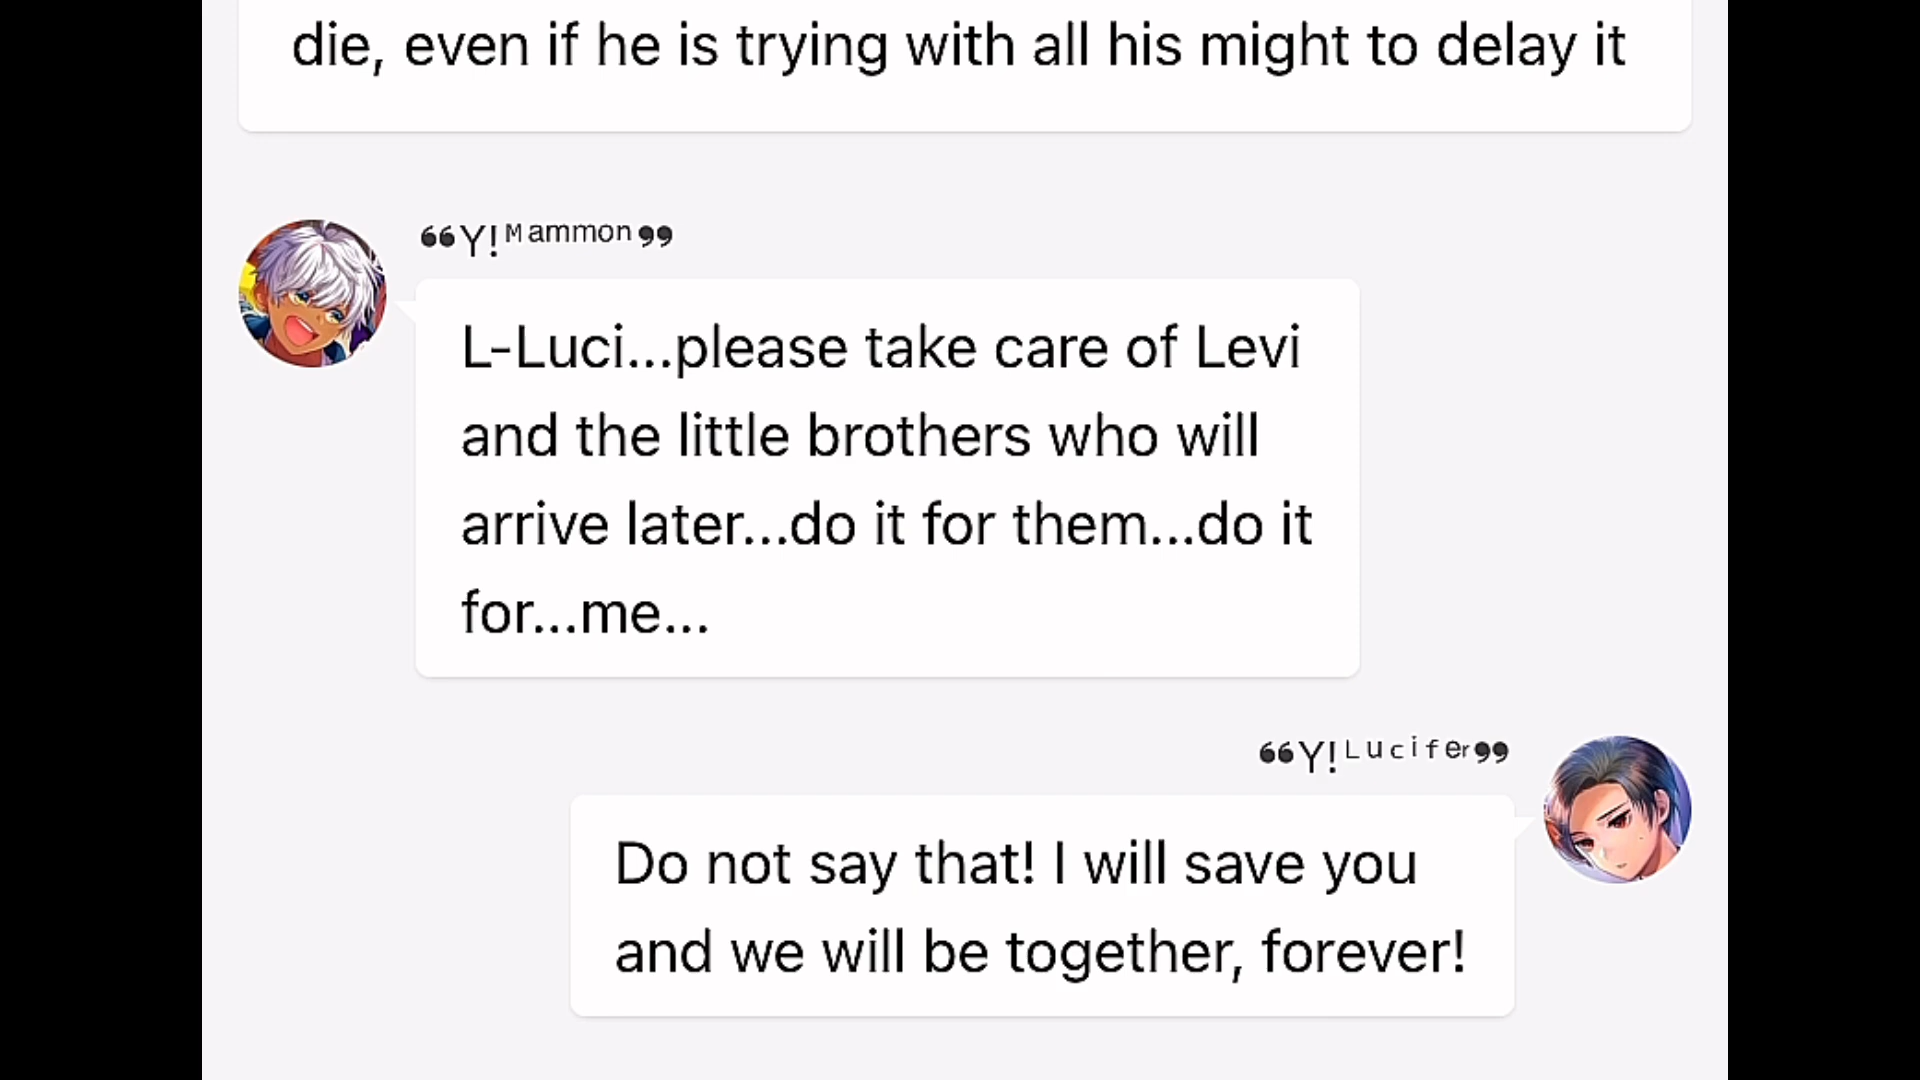 die, even if he is trying with all his might to delay it
❝Y!ᴹammon❞
L-Luci...please take care of Levi
and the little brothers who will
arrive later...do it for them...do it
for...me...
❝Y!ᴸᵘᶜⁱᶠᵉʳ❞
Do not say that! I will save you
and we will be together, forever!